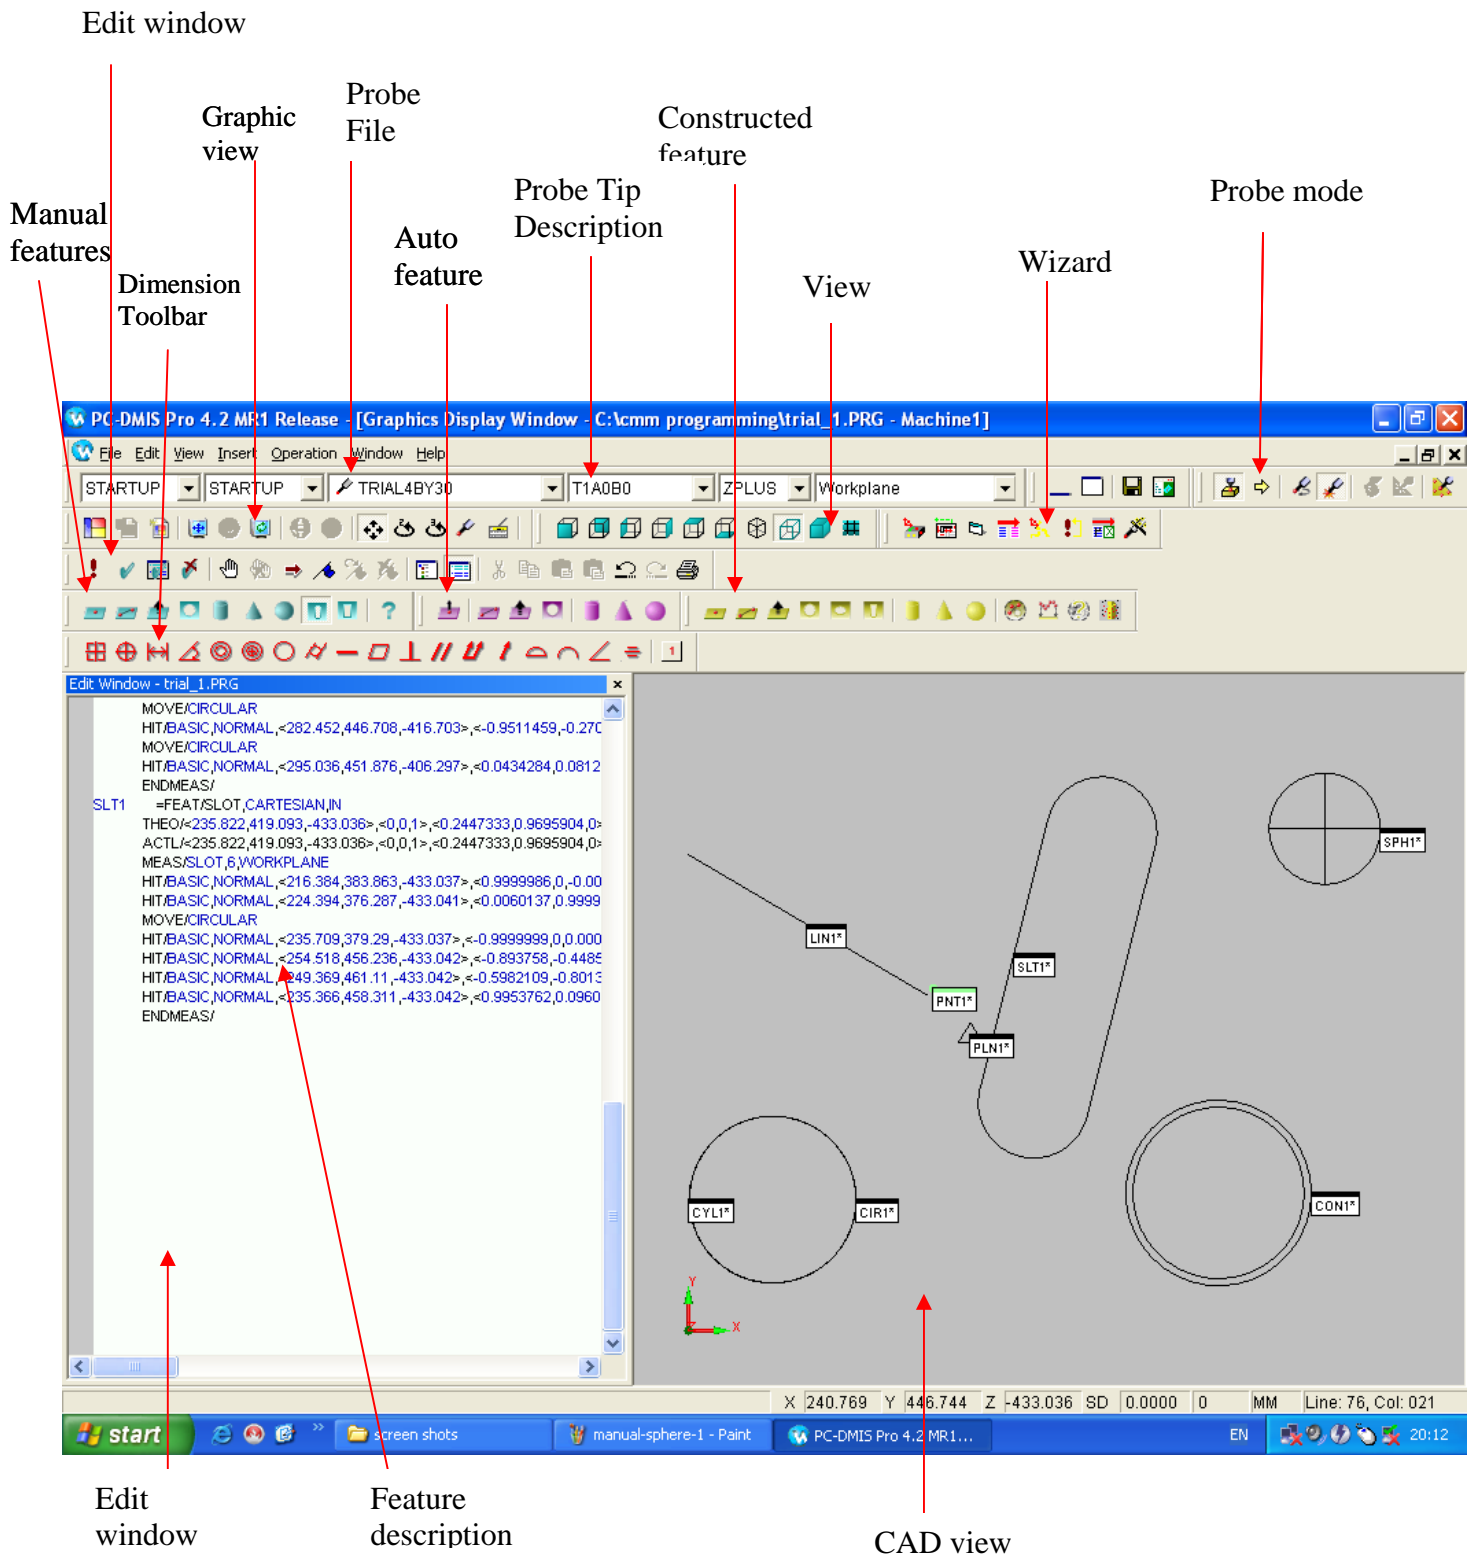 Edit window
Probe
File
Graphic
view
Constructed
feature
Probe Tip
Description
Probe mode
Manual
features
Auto
feature
Wizard
View
Dimension
Toolbar
PC-DMIS Pro 4.2 MR1 Release - [Graphics Display Window - C:\cmm programming\trial_1.PRG - Machine1]
File Edit View Insert Operation Window Help
STARTUP STARTUP TRIAL4BY30 T1A0B0 ZPLUS Workplane
1
Edit Window - trial_1.PRG
MOVE/CIRCULAR
HIT/BASIC,NORMAL,<282.452,446.708,-416.703>,<-0.9511459,-0.270
MOVE/CIRCULAR
HIT/BASIC,NORMAL,<295.036,451.876,-406.297>,<0.0434284,0.0812
ENDMEAS/
SLT1 =FEAT/SLOT,CARTESIAN,IN
THEO/<235.822,419.093,-433.036>,<0,0,1>,<0.2447333,0.9695904,0>
ACTL/<235.822,419.093,-433.036>,<0,0,1>,<0.2447333,0.9695904,0>
MEAS/SLOT,6,WORKPLANE
HIT/BASIC,NORMAL,<216.384,383.863,-433.037>,<0.9999986,0,-0.00
HIT/BASIC,NORMAL,<224.394,376.287,-433.041>,<0.0060137,0.9999
MOVE/CIRCULAR
HIT/BASIC,NORMAL,<235.709,379.29,-433.037>,<-0.9999999,0,0.000
HIT/BASIC,NORMAL,<254.518,456.236,-433.042>,<-0.893758,-0.4485
HIT/BASIC,NORMAL,<249.369,461.11,-433.042>,<-0.5982109,-0.8013
HIT/BASIC,NORMAL,<235.366,458.311,-433.042>,<0.9953762,0.0960
ENDMEAS/
SPH1*
LIN1*
SLT1*
PNT1*
PLN1*
CYL1*
CIR1*
CON1*
Y
Z
X
X 240.769 Y 446.744 Z -433.036 SD 0.0000 0 MM Line: 76, Col: 021
start screen shots manual-sphere-1 - Paint PC-DMIS Pro 4.2 MR1... EN 20:12
Edit
window
Feature
description
CAD view